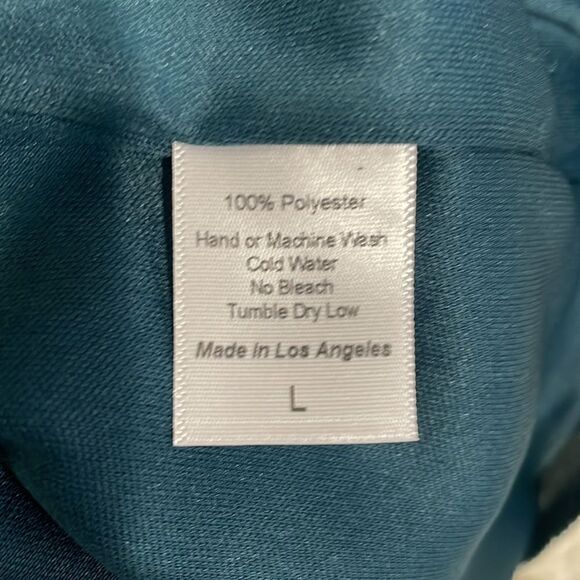 100% Polyester
Hand or Machine Wash
Cold Water
No Bleach
Tumble Dry Low
Made In Los Angeles
L